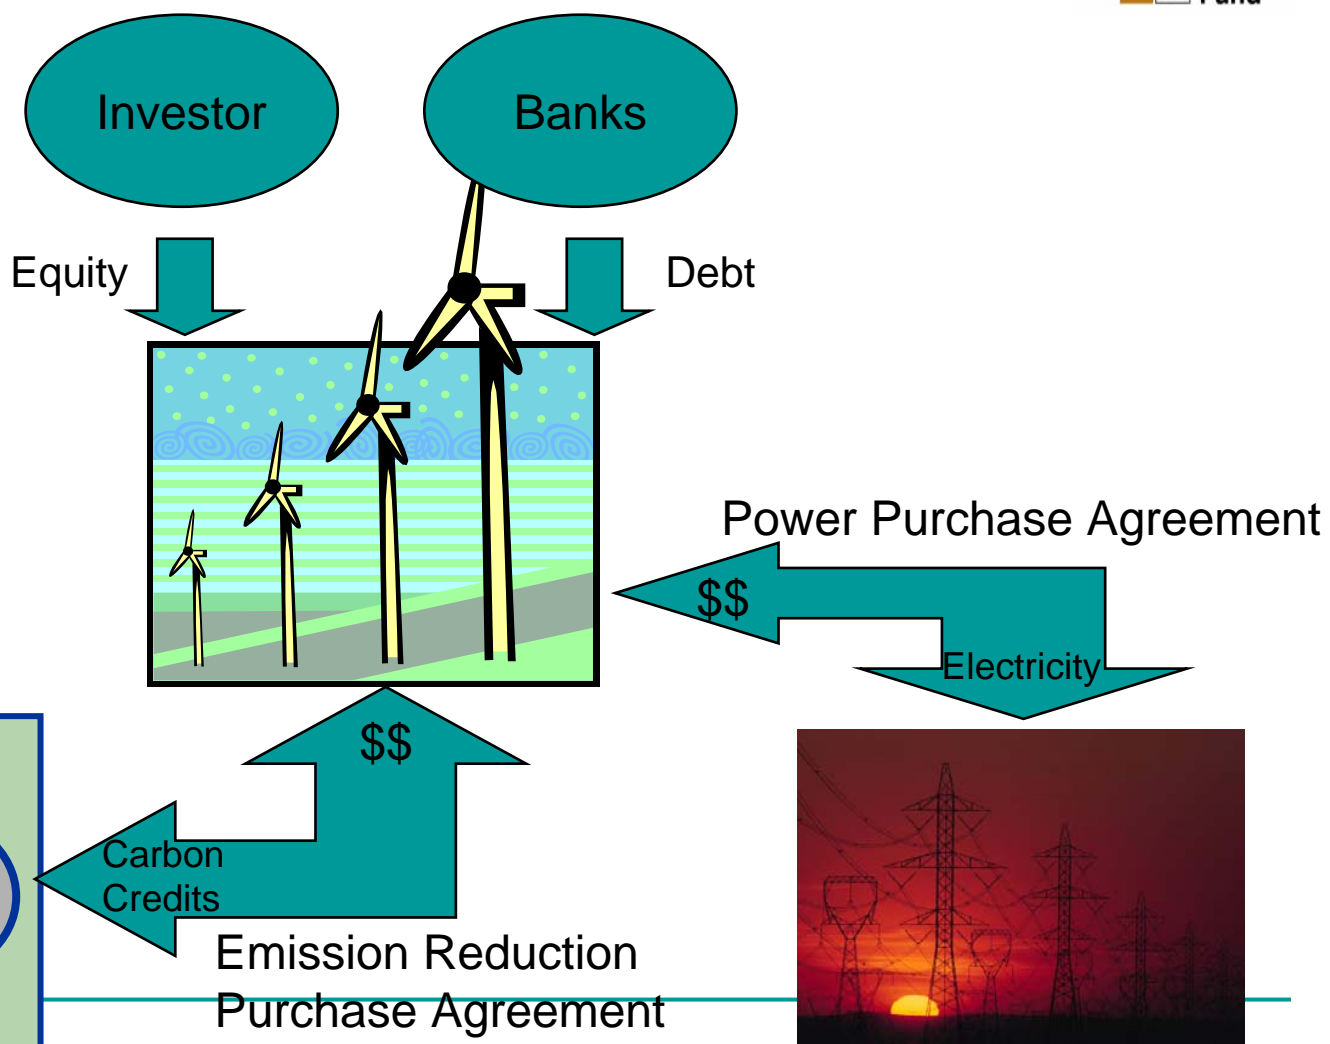 Investor
Banks
Equity
Debt
Power Purchase Agreement
$$
Electricity
$$
Carbon
Credits
Emission Reduction
Purchase Agreement